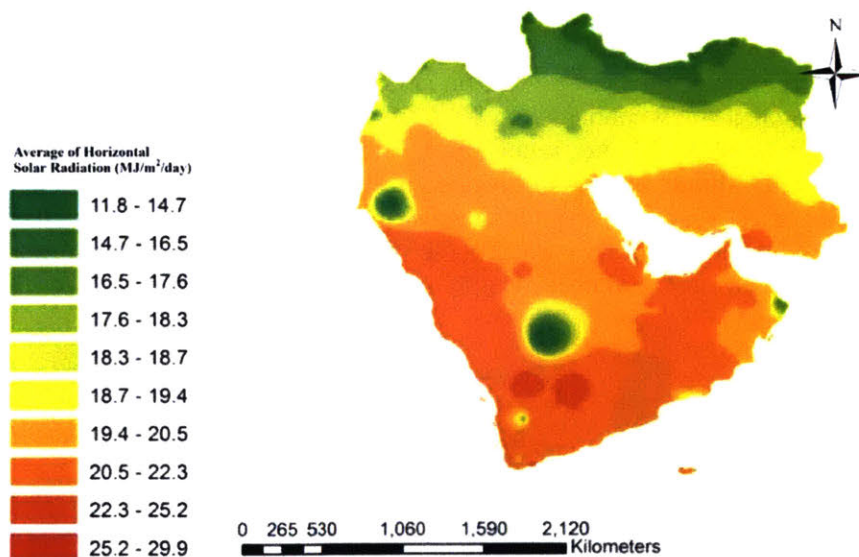 N
Average of Horizontal
Solar Radiation (MJ/m²/day)
11.8 - 14.7
14.7 - 16.5
16.5 - 17.6
17.6 - 18.3
18.3 - 18.7
18.7 - 19.4
19.4 - 20.5
20.5 - 22.3
22.3 - 25.2
25.2 - 29.9
0 265 530 1,060 1,590 2,120
Kilometers